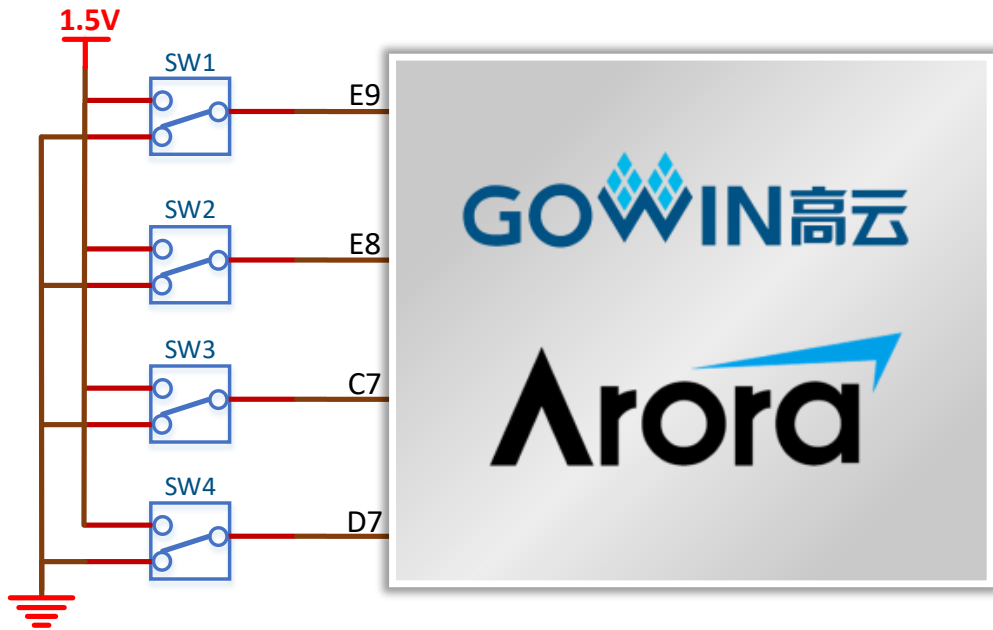 1.5V
SW1
E9
SW2
E8
GOWIN高云
SW3
C7
Arora
SW4
D7